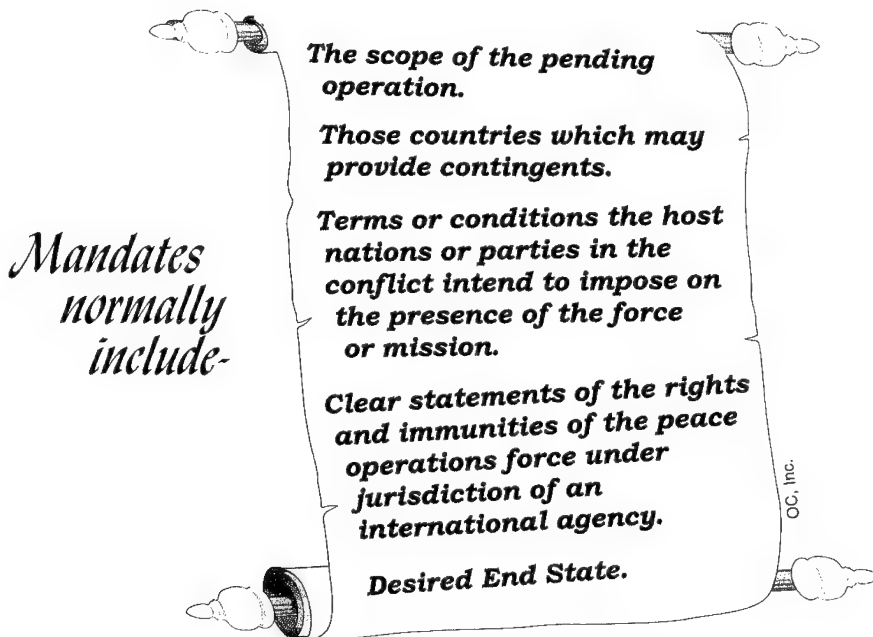 Mandates
normally
include-
The scope of the pending
operation.
Those countries which may
provide contingents.
Terms or conditions the host
nations or parties in the
conflict intend to impose on
the presence of the force
or mission.
Clear statements of the rights
and immunities of the peace
operations force under
jurisdiction of an
international agency.
Desired End State.
OC, Inc.